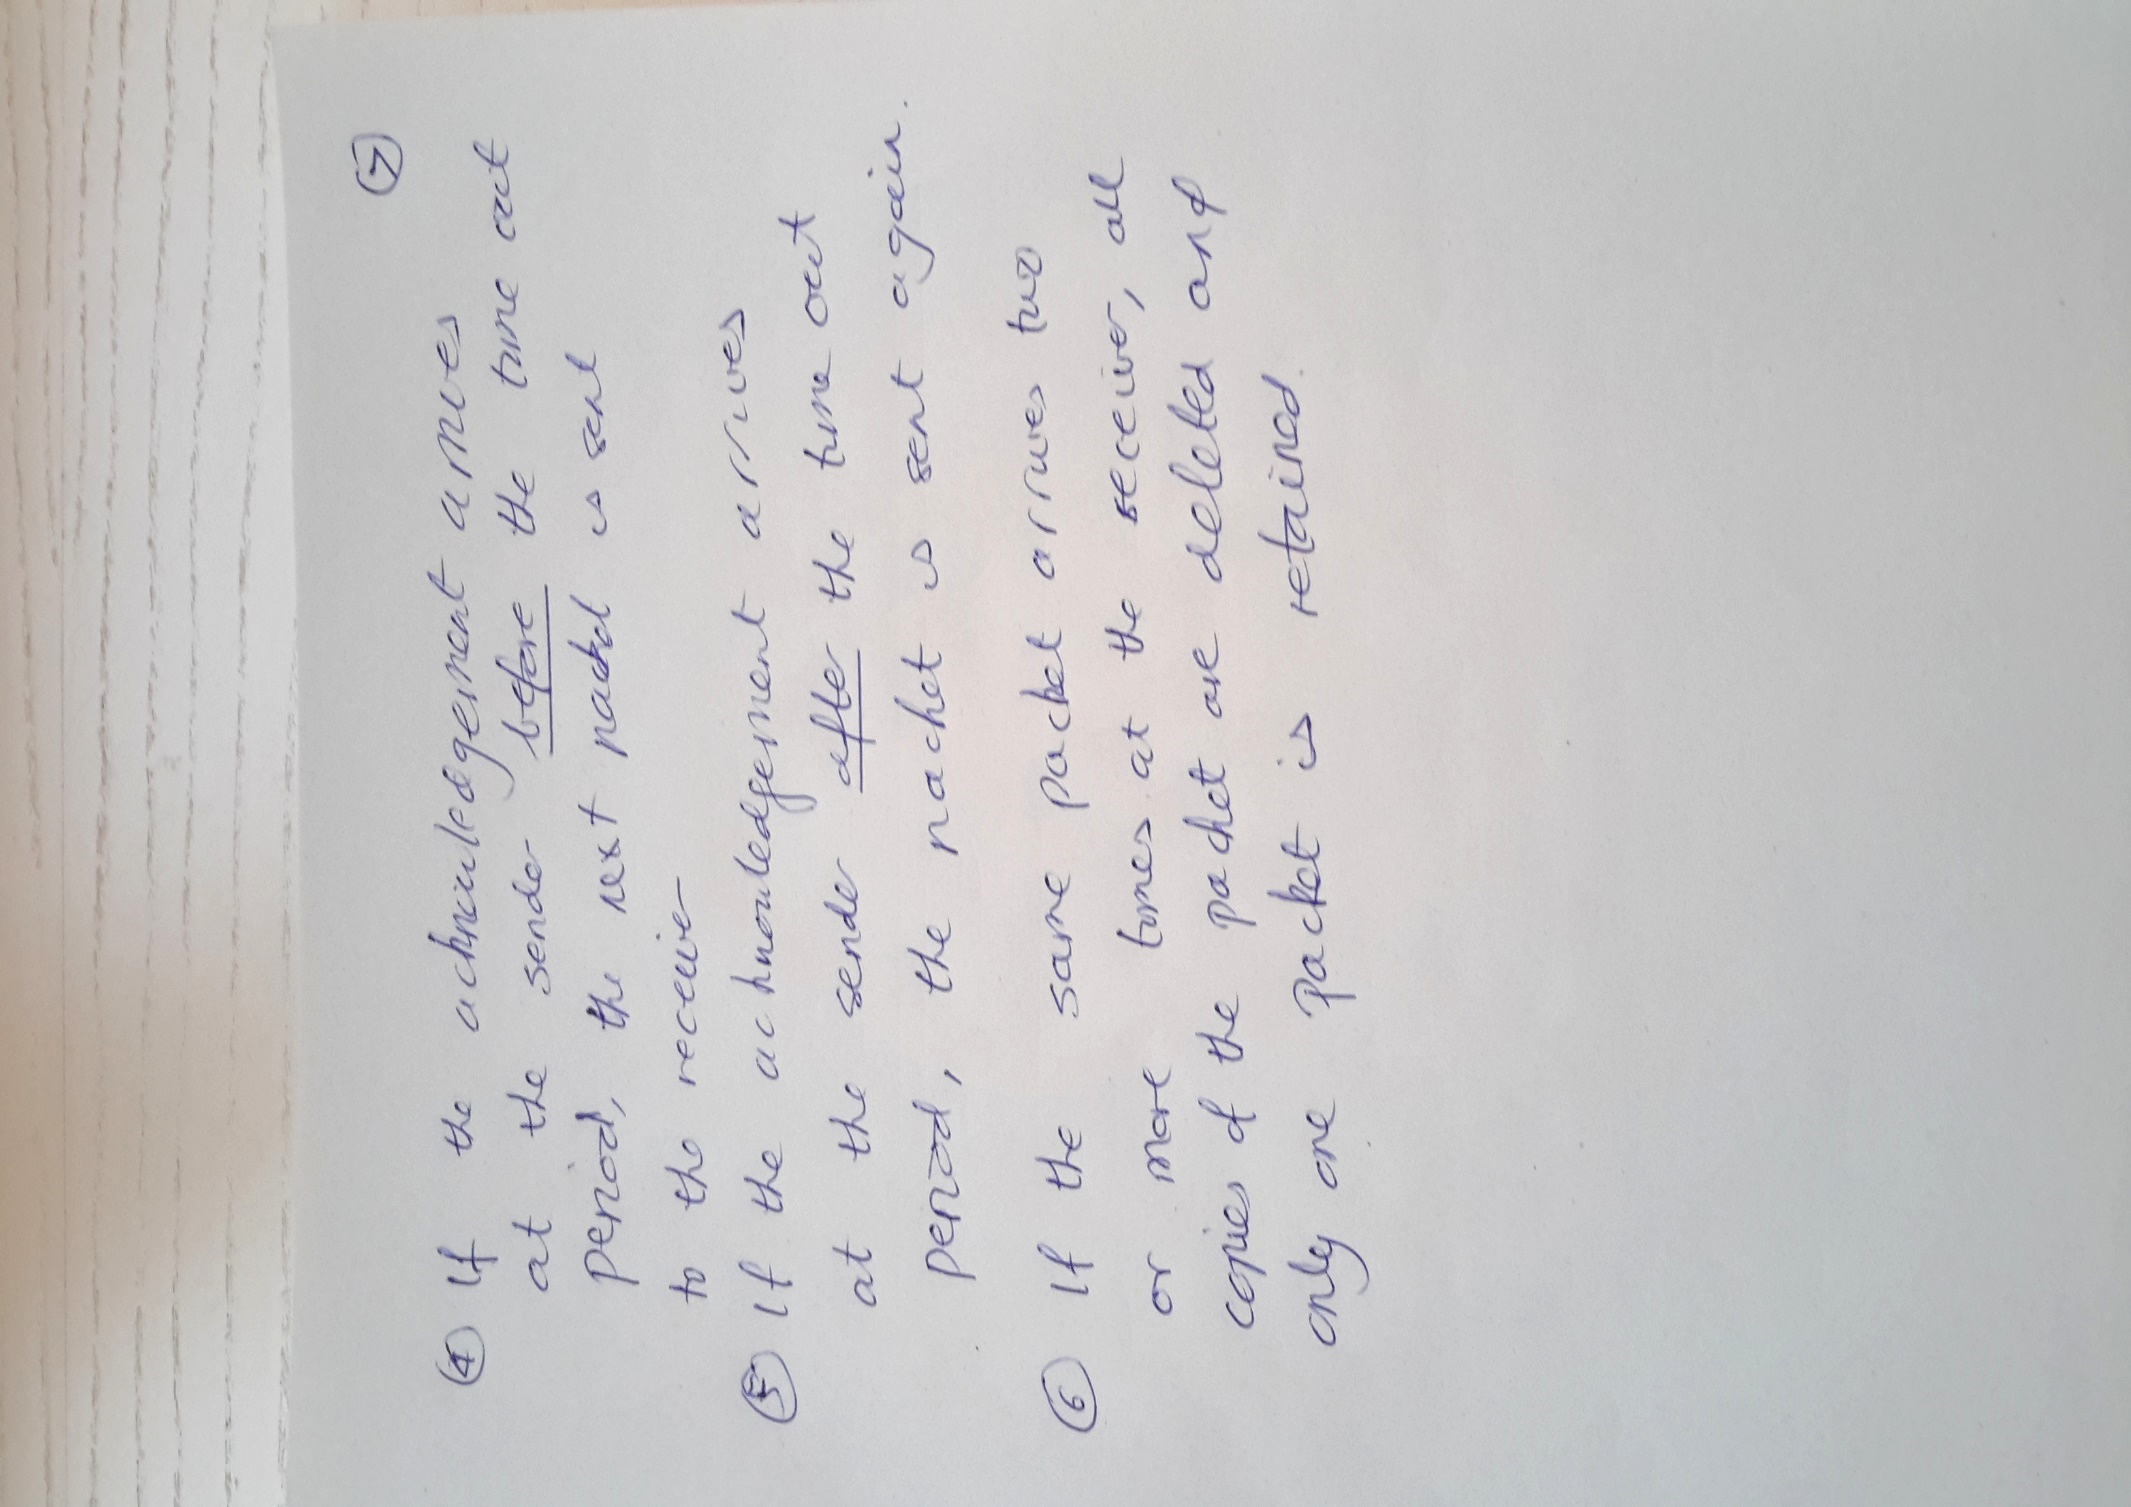 7
4 If the acknowledgement arrives
at the sender before the time out
period, the next packet is sent
to the receiver
5 If the acknowledgement arrives
at the sender after the time out
period, the packet is sent again.
6 If the same packet arrives two
or more times at the receiver, all
copies of the packet are deleted and
only one packet is retained.